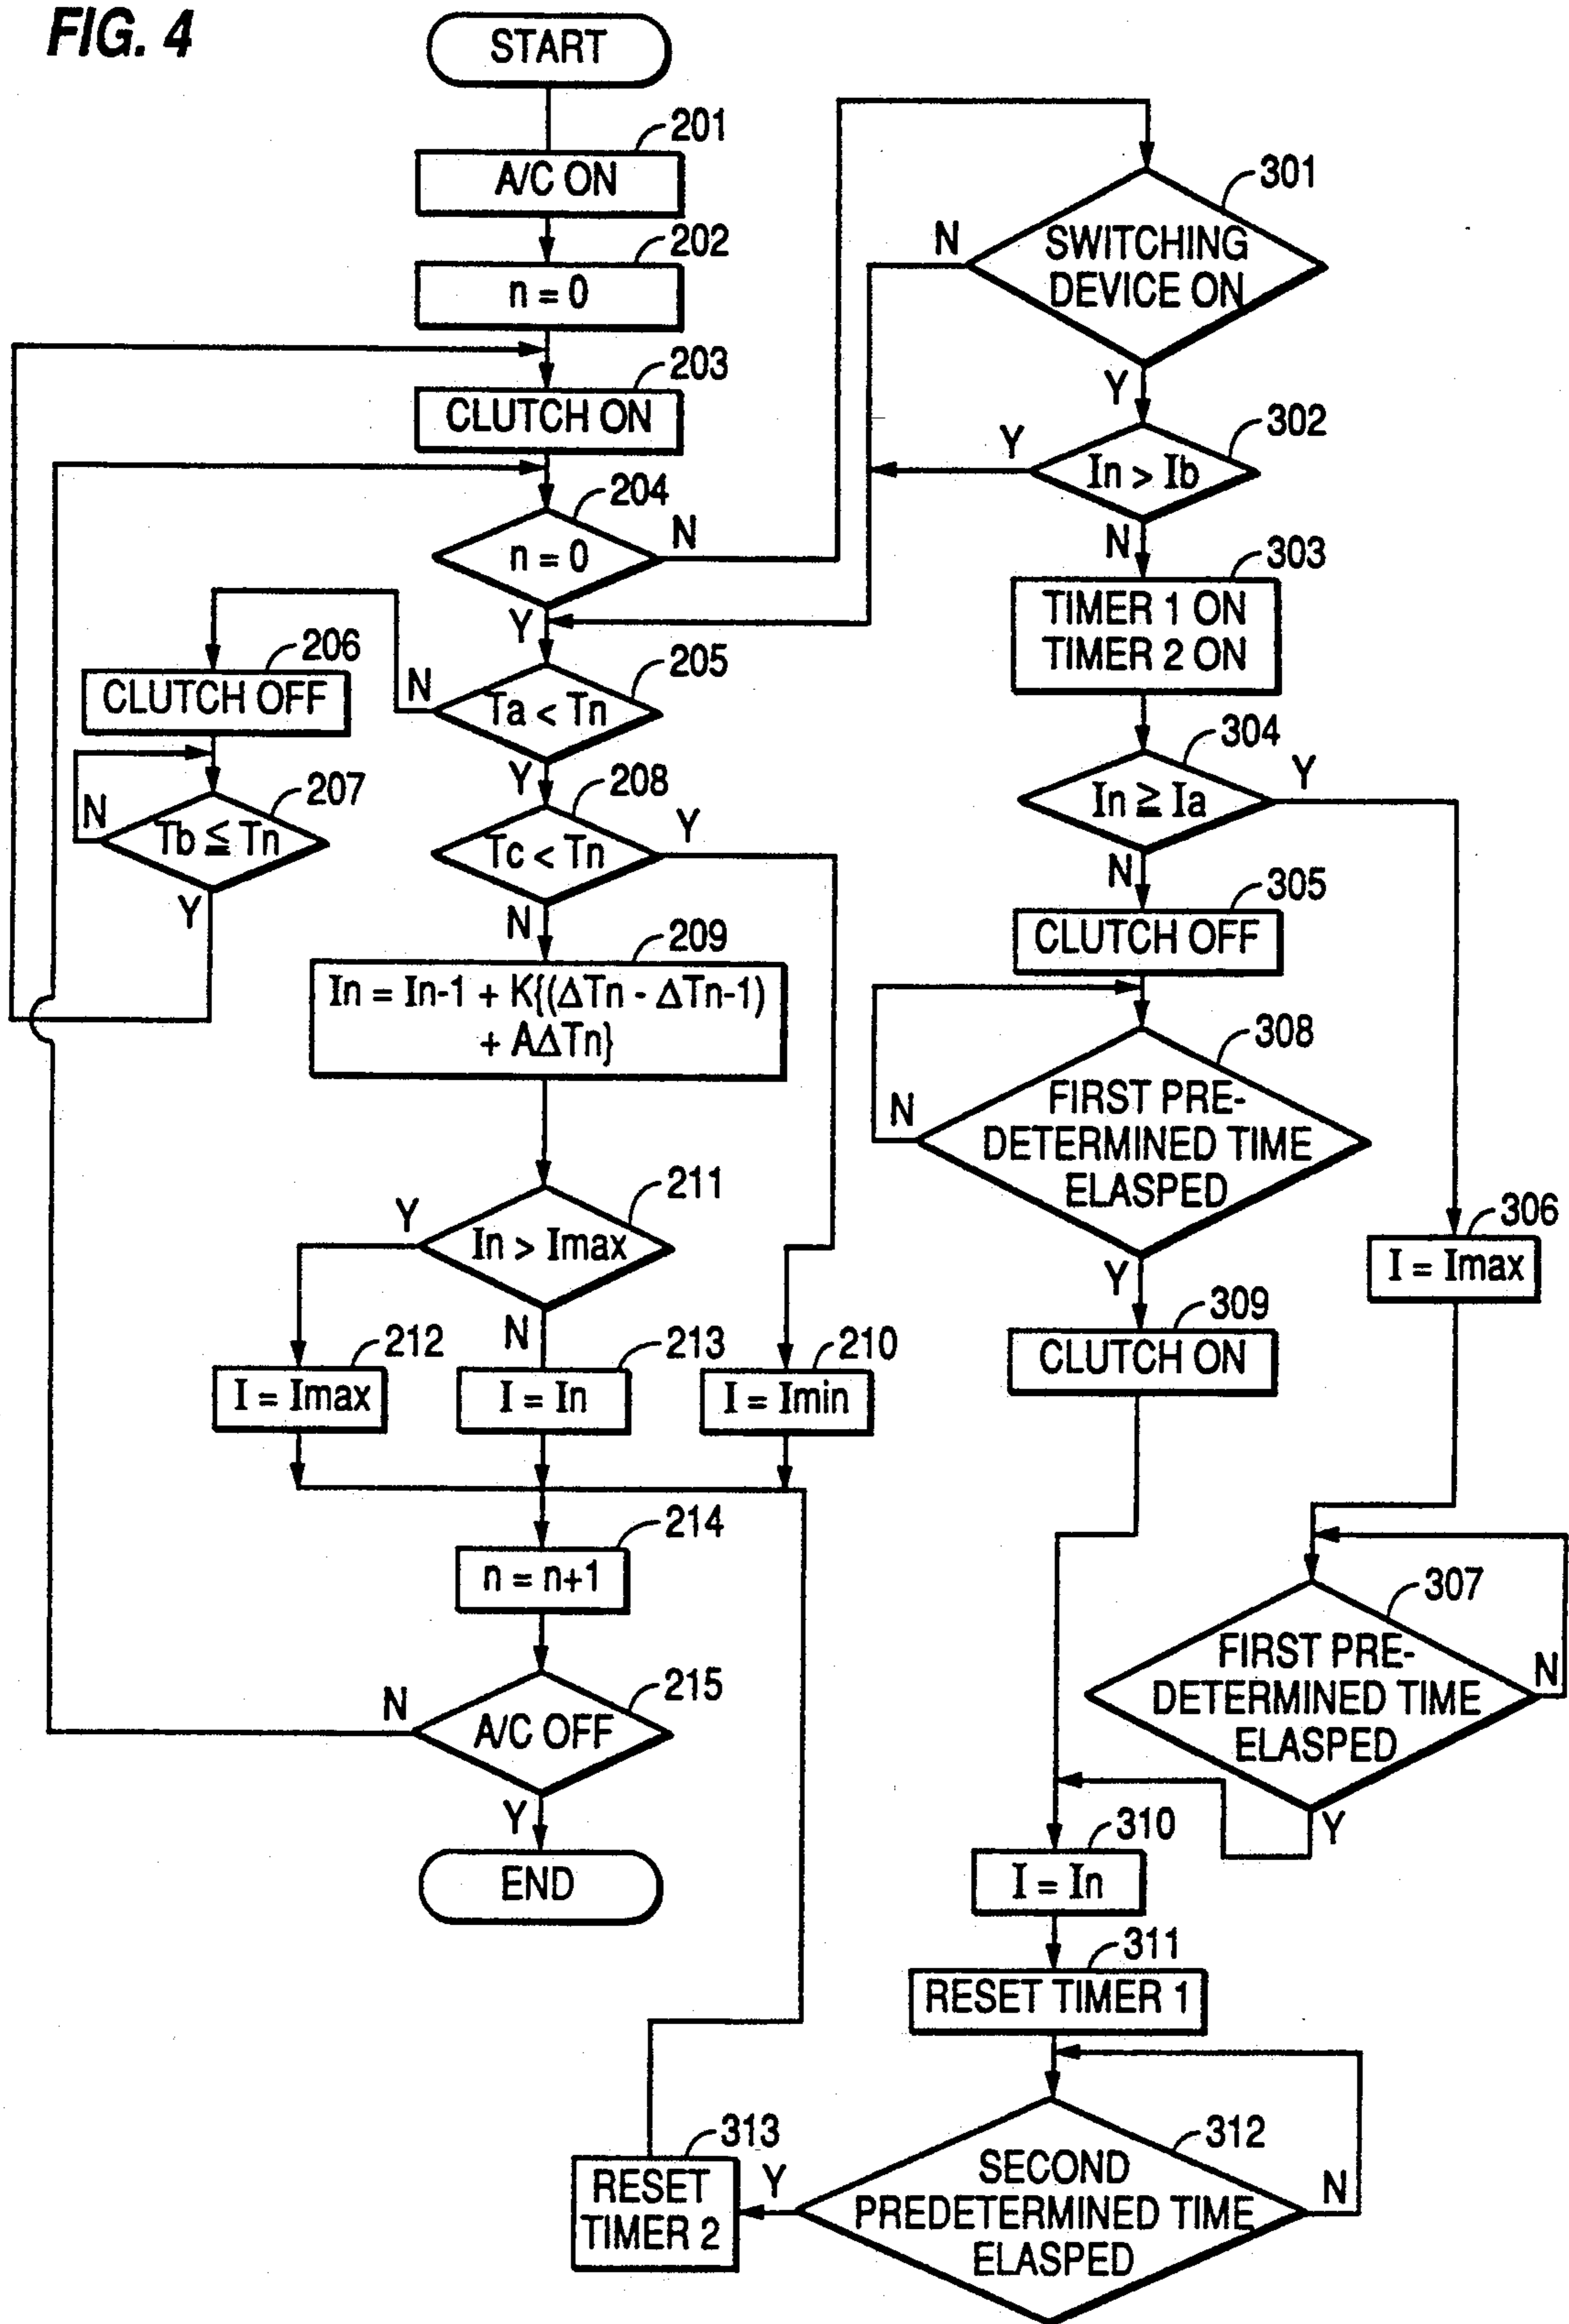 FIG. 4
START
201
A/C ON
202
n = 0
203
CLUTCH ON
204
n = 0
N
Y
205
Ta < Tn
N
Y
206
CLUTCH OFF
207
Tb ≦ Tn
N
Y
208
Tc < Tn
Y
N
209
In = In-1 + K{(ΔTn - ΔTn-1)
+ AΔTn}
211
In > Imax
Y
N
212
I = Imax
213
I = In
210
I = Imin
214
n = n+1
215
A/C OFF
N
Y
END
301
SWITCHING
DEVICE ON
N
Y
302
In > Ib
Y
N
303
TIMER 1 ON
TIMER 2 ON
304
In ≧ Ia
Y
N
305
CLUTCH OFF
308
FIRST PRE-
DETERMINED TIME
ELASPED
N
Y
309
CLUTCH ON
306
I = Imax
307
FIRST PRE-
DETERMINED TIME
ELASPED
N
Y
310
I = In
311
RESET TIMER 1
312
SECOND
PREDETERMINED TIME
ELASPED
N
Y
313
RESET
TIMER 2